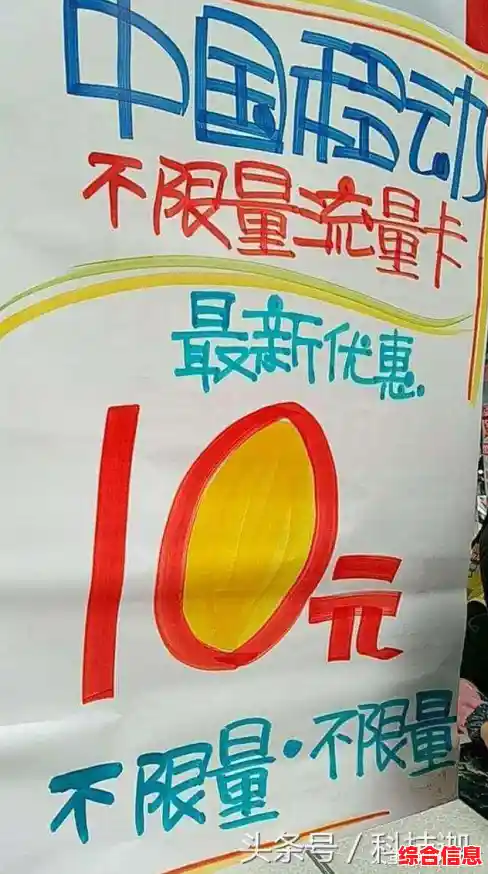 中国移动
不限量流量卡
最新优惠.
10元
不限量·不限量
头条号 / 科技
综合信息